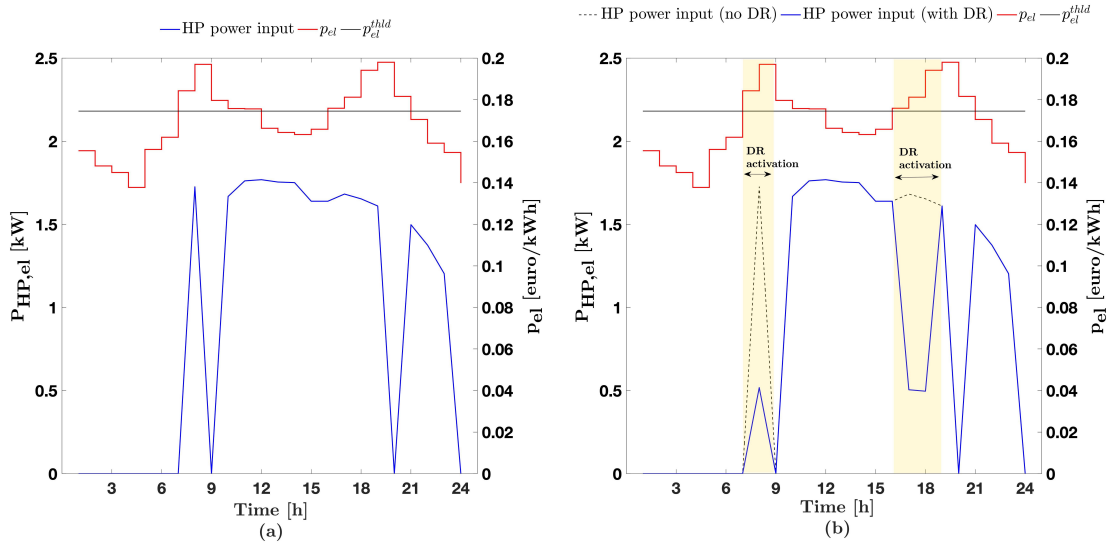 HP power input p_el p_el^thld
2.5
2
1.5
1
0.5
0
P_HP,el [kW]
0.2
0.18
0.16
0.14
0.12
0.1
0.08
0.06
0.04
0.02
0
p_el [euro/kWh]
3 6 9 12 15 18 21 24
Time [h]
(a)
HP power input (no DR) HP power input (with DR) p_el p_el^thld
2.5
2
1.5
1
0.5
0
P_HP,el [kW]
DR
activation
DR
activation
0.2
0.18
0.16
0.14
0.12
0.1
0.08
0.06
0.04
0.02
0
p_el [euro/kWh]
3 6 9 12 15 18 21 24
Time [h]
(b)